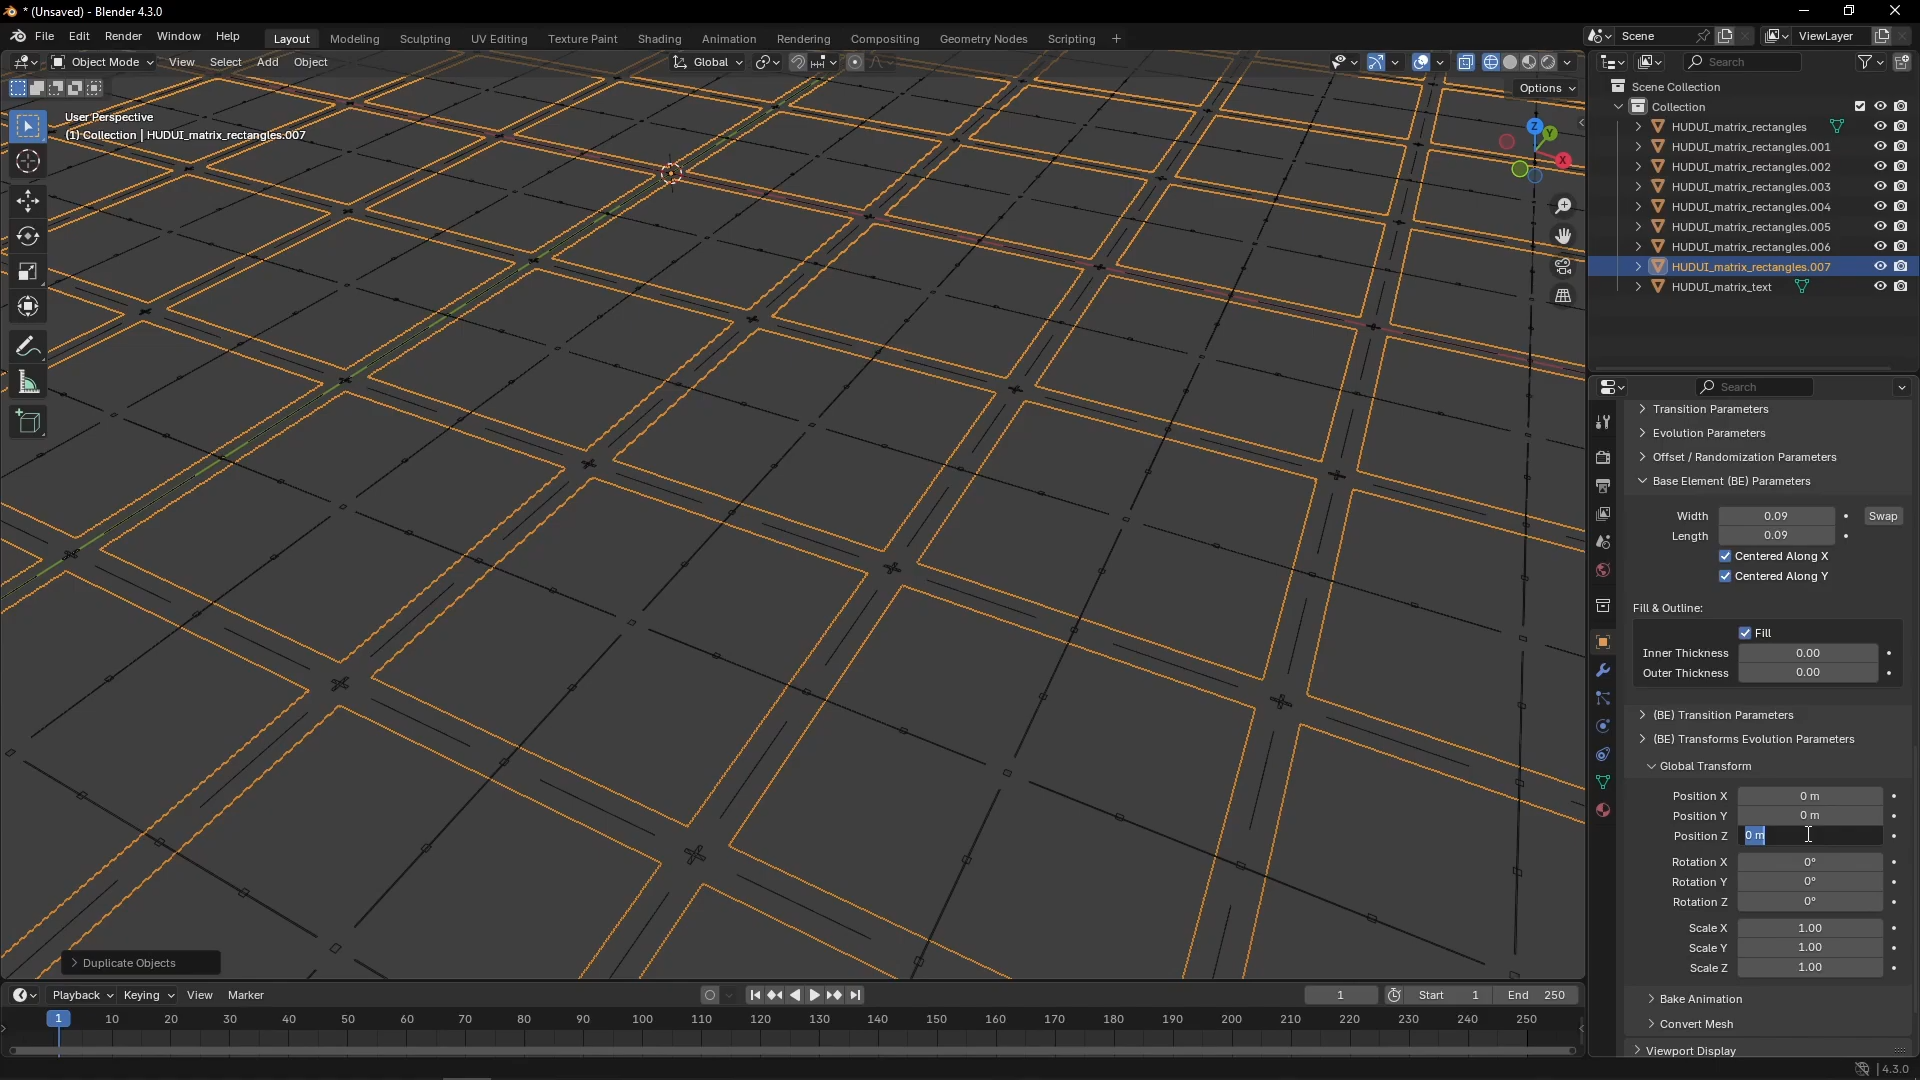 * (Unsaved) - Blender 4.3.0
File Edit Render Window Help
Layout Modeling Sculpting UV Editing Texture Paint Shading Animation Rendering Compositing Geometry Nodes Scripting +
Scene
ViewLayer
Object Mode View Select Add Object
Global
Options
User Perspective
(1) Collection | HUDUI_matrix_rectangles.007
Z
Y
X
Duplicate Objects
Search
Scene Collection
Collection
HUDUI_matrix_rectangles
HUDUI_matrix_rectangles.001
HUDUI_matrix_rectangles.002
HUDUI_matrix_rectangles.003
HUDUI_matrix_rectangles.004
HUDUI_matrix_rectangles.005
HUDUI_matrix_rectangles.006
HUDUI_matrix_rectangles.007
HUDUI_matrix_text
Search
Transition Parameters
Evolution Parameters
Offset / Randomization Parameters
Base Element (BE) Parameters
Width 0.09 Swap
Length 0.09
Centered Along X
Centered Along Y
Fill & Outline:
Fill
Inner Thickness 0.00
Outer Thickness 0.00
(BE) Transition Parameters
(BE) Transforms Evolution Parameters
Global Transform
Position X 0 m
Position Y 0 m
Position Z 0 m
Rotation X 0°
Rotation Y 0°
Rotation Z 0°
Scale X 1.00
Scale Y 1.00
Scale Z 1.00
Bake Animation
Convert Mesh
Viewport Display
Playback Keying View Marker
1 Start 1 End 250
1 10 20 30 40 50 60 70 80 90 100 110 120 130 140 150 160 170 180 190 200 210 220 230 240 250
4.3.0